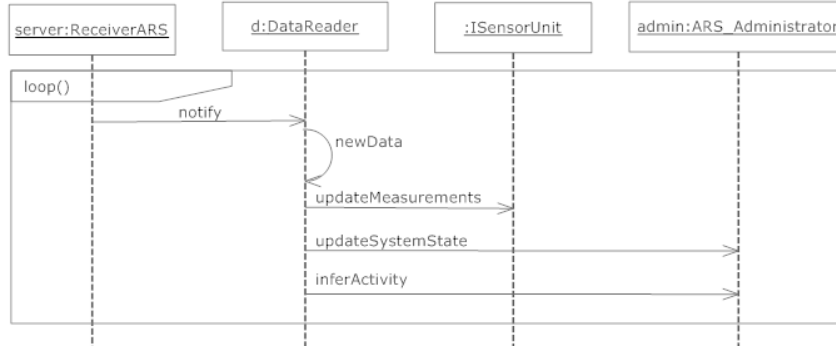 server:ReceiverARS
d:DataReader
:ISensorUnit
admin:ARS_Administrator
loop()
notify
newData
updateMeasurements
updateSystemState
inferActivity